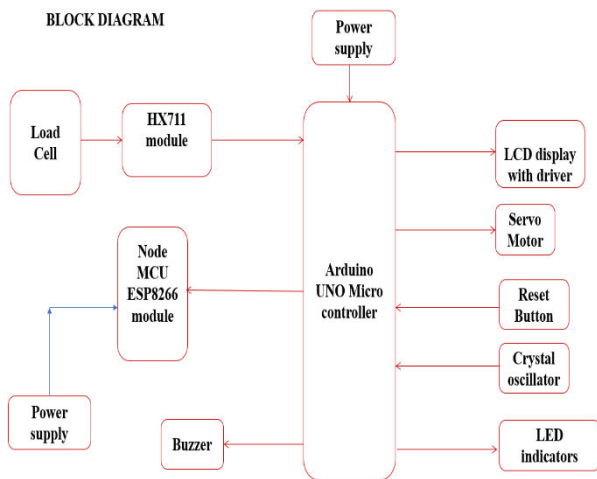 BLOCK DIAGRAM
Power
supply
Load
Cell
HX711
module
LCD display
with driver
Servo
Motor
Node
MCU
ESP8266
module
Arduino
UNO Micro
controller
Reset
Button
Crystal
oscillator
Power
supply
Buzzer
LED
indicators